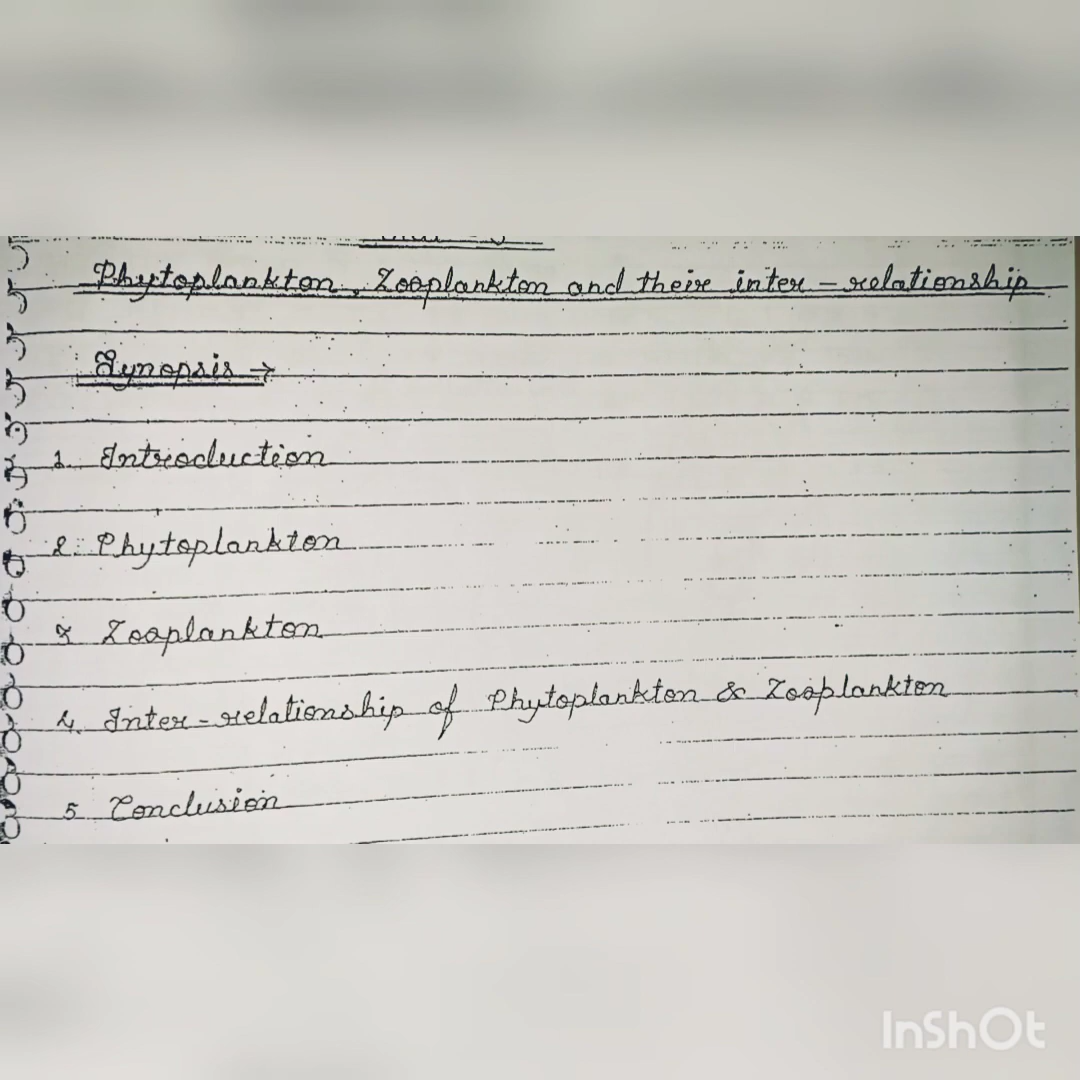 Phytoplankton, Zooplankton and their inter-relationship
Synopsis →
1. Introduction
2. Phytoplankton
3 Zooplankton
4. Inter-relationship of Phytoplankton & Zooplankton
5 Conclusion
InShOt